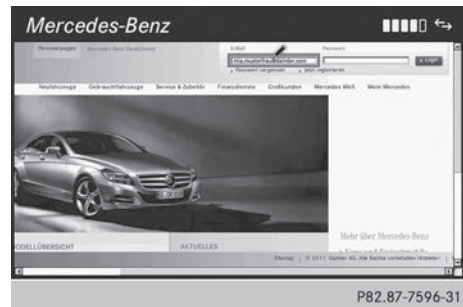 Mercedes-Benz
Personenwagen Mercedes-Benz Deutschland E-Mail Passwort
mia.musterfrau@daimler.com Login
Passwort vergessen Jetzt registrieren
Neufahrzeuge Gebrauchtfahrzeuge Service & Zubehör Finanzdienste Großkunden Mercedes Welt Mein Mercedes
Mehr über Mercedes-Benz
MODELLÜBERSICHT AKTUELLES
Sitemap | © 2011. Daimler AG. Alle Rechte vorbehalten (Anbieter)
P82.87-7596-31